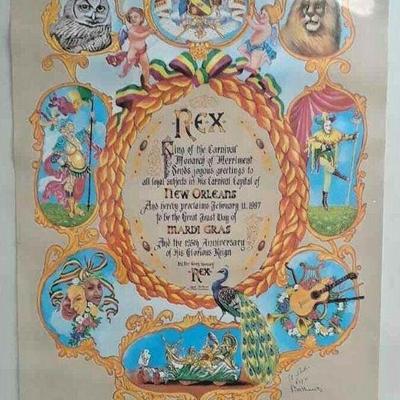 REX
King of the Carnival
Monarch of Merriment
Sends joyous greetings to
all loyal subjects in His Carnival Capital of
NEW ORLEANS
And hereby proclaims February 11, 1997
to be the Great Feast Day of
MARDI GRAS
And the 125th Anniversary
of His Glorious Reign
REX